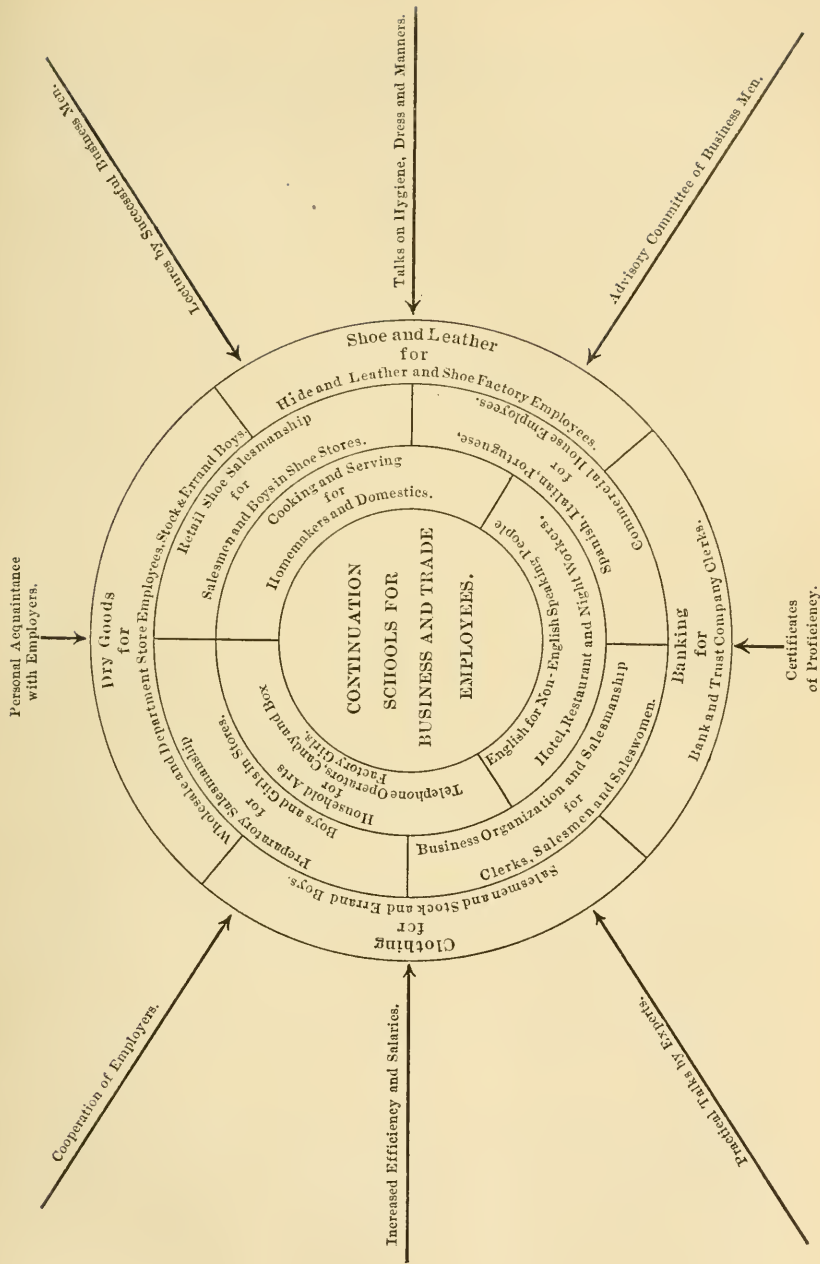 Personal Acquaintance
with Employers.
Lectures by Successful Business Men.
Talks on Hygiene, Dress and Manners.
Advisory Committee of Business Men.
Certificates
of Proficiency.
Practical Talks by Experts.
Increased Efficiency and Salaries.
Cooperation of Employers.
Dry Goods
for
Wholesale and Department Store Employees, Stock & Errand Boys.
Shoe and Leather
for
Hide and Leather and Shoe Factory Employees.
Banking
for
Bank and Trust Company Clerks.
Clothing
for
Salesmen and Stock and Errand Boys.
Retail Shoe Salesmanship
for
Salesmen and Boys in Shoe Stores.
Spanish, Italian, Portuguese,
for
Commercial House Employees.
Business Organization and Salesmanship
for
Clerks, Salesmen and Saleswomen.
Preparatory Salesmanship
for
Boys and Girls in Stores.
Cooking and Serving
for
Homemakers and Domestics.
English for Non-English Speaking People
Hotel, Restaurant and Night Workers.
Household Arts
for
Telephone Operators, Candy and Box
Factory Girls.
CONTINUATION
SCHOOLS FOR
BUSINESS AND TRADE
EMPLOYEES.